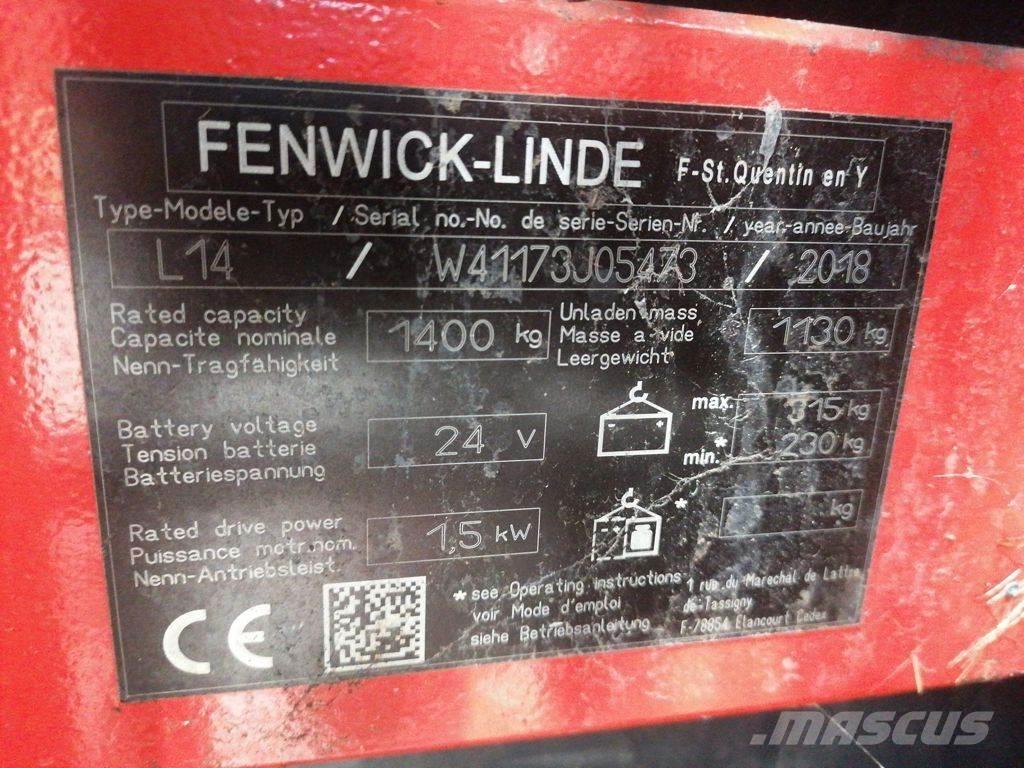 FENWICK-LINDE F-St.Quentin en Y
Type-Modele-Typ / Serial no.-No. de serie-Serien-Nr. / year-annee-Baujahr
L14 / W41173J05473 / 2018
Rated capacity
Capacite nominale
Nenn-Tragfähigkeit
1400 kg
Unladen mass
Masse a vide
Leergewicht
1130 kg
Battery voltage
Tension batterie
Batteriespannung
24 V
max. 315 kg
min.* 230 kg
Rated drive power
Puissance motr.nom.
Nenn-Antriebsleist.
1,5 kW
* kg
* see Operating instructions
voir Mode d'emploi
siehe Betriebsanleitung
1 rue du Marechal de Lattre
de Tassigny
F-78854 Elancourt Cedex
CE
MASCUS